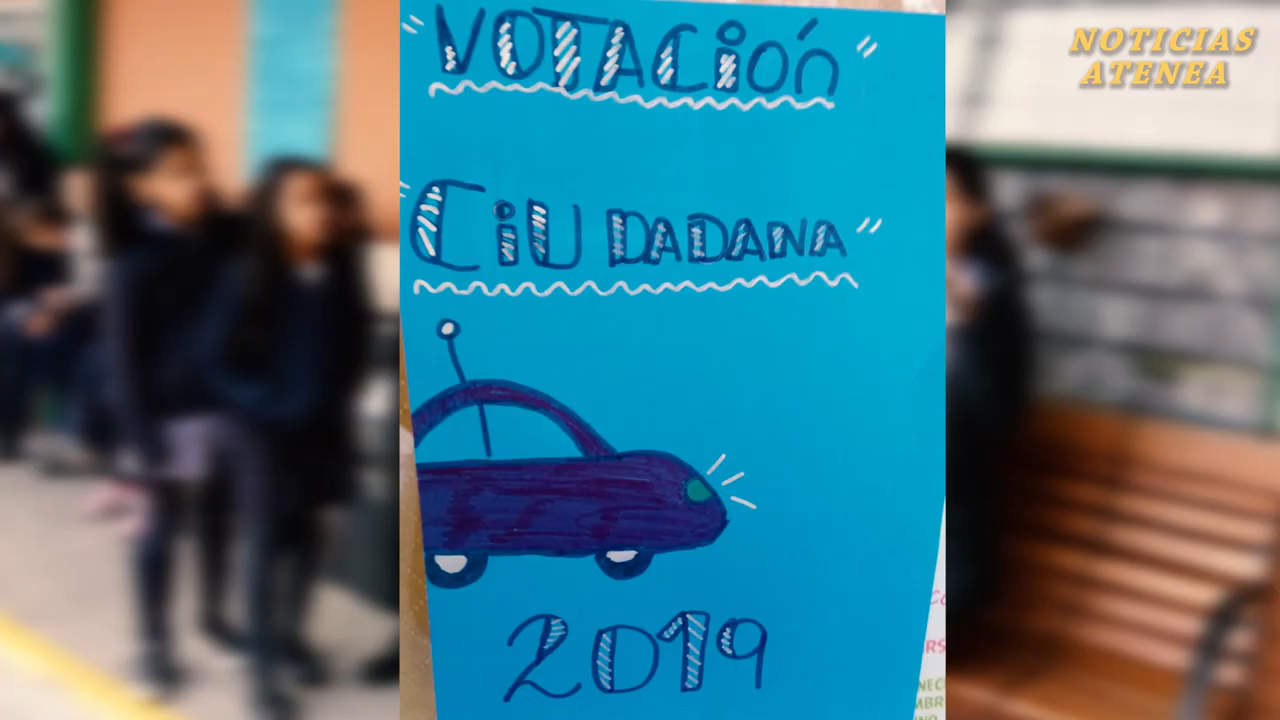 "VOTACiÓn"
"CiUDADANA"
2019
NOTICIAS
ATENEA